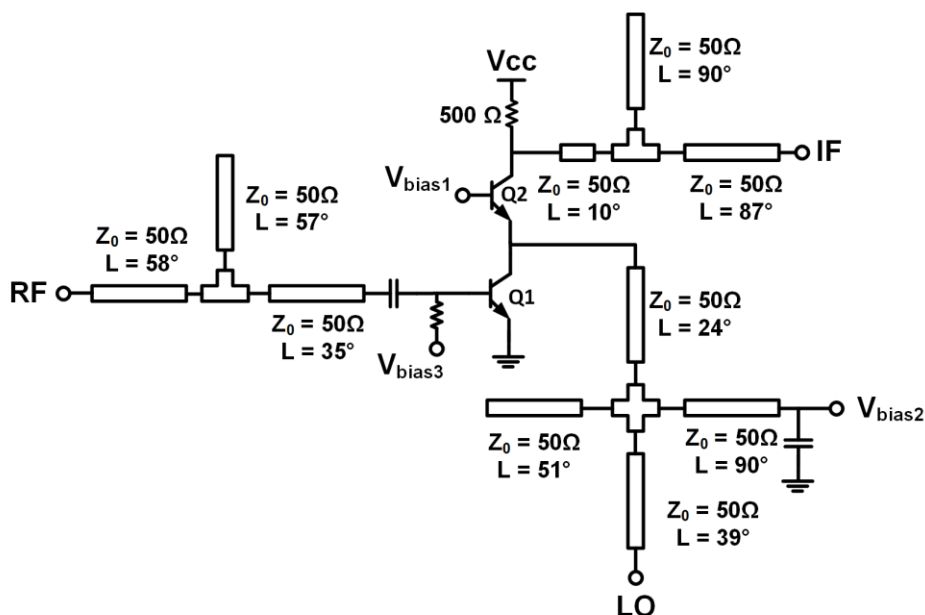 Z₀ = 50Ω
L = 90°
Vcc
500 Ω
IF
Vbias1
Q2
Z₀ = 50Ω
L = 10°
Z₀ = 50Ω
L = 87°
Z₀ = 50Ω
L = 57°
Z₀ = 50Ω
L = 58°
RF
Q1
Z₀ = 50Ω
L = 35°
Vbias3
Z₀ = 50Ω
L = 24°
Vbias2
Z₀ = 50Ω
L = 51°
Z₀ = 50Ω
L = 90°
Z₀ = 50Ω
L = 39°
LO